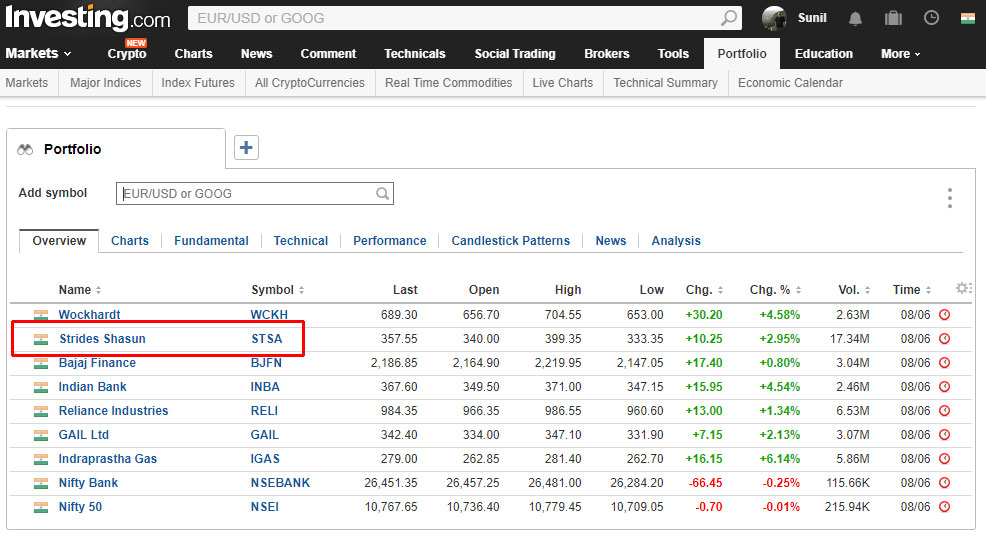 Investing.com EUR/USD or GOOG Sunil
NEW
Markets Crypto Charts News Comment Technicals Social Trading Brokers Tools Portfolio Education More
Markets Major Indices Index Futures All CryptoCurrencies Real Time Commodities Live Charts Technical Summary Economic Calendar
Portfolio +
Add symbol EUR/USD or GOOG
Overview Charts Fundamental Technical Performance Candlestick Patterns News Analysis
Name Symbol Last Open High Low Chg. Chg. % Vol. Time
Wockhardt WCKH 689.30 656.70 704.55 653.00 +30.20 +4.58% 2.63M 08/06
Strides Shasun STSA 357.55 340.00 399.35 333.35 +10.25 +2.95% 17.34M 08/06
Bajaj Finance BJFN 2,186.85 2,164.90 2,219.95 2,147.05 +17.40 +0.80% 3.04M 08/06
Indian Bank INBA 367.60 349.50 371.00 347.15 +15.95 +4.54% 2.46M 08/06
Reliance Industries RELI 984.35 966.35 986.55 960.60 +13.00 +1.34% 6.53M 08/06
GAIL Ltd GAIL 342.40 334.00 347.10 331.90 +7.15 +2.13% 3.07M 08/06
Indraprastha Gas IGAS 279.00 262.85 281.40 262.70 +16.15 +6.14% 5.86M 08/06
Nifty Bank NSEBANK 26,451.35 26,457.25 26,481.00 26,284.20 -66.45 -0.25% 115.66K 08/06
Nifty 50 NSEI 10,767.65 10,736.40 10,779.45 10,709.05 -0.70 -0.01% 215.94K 08/06